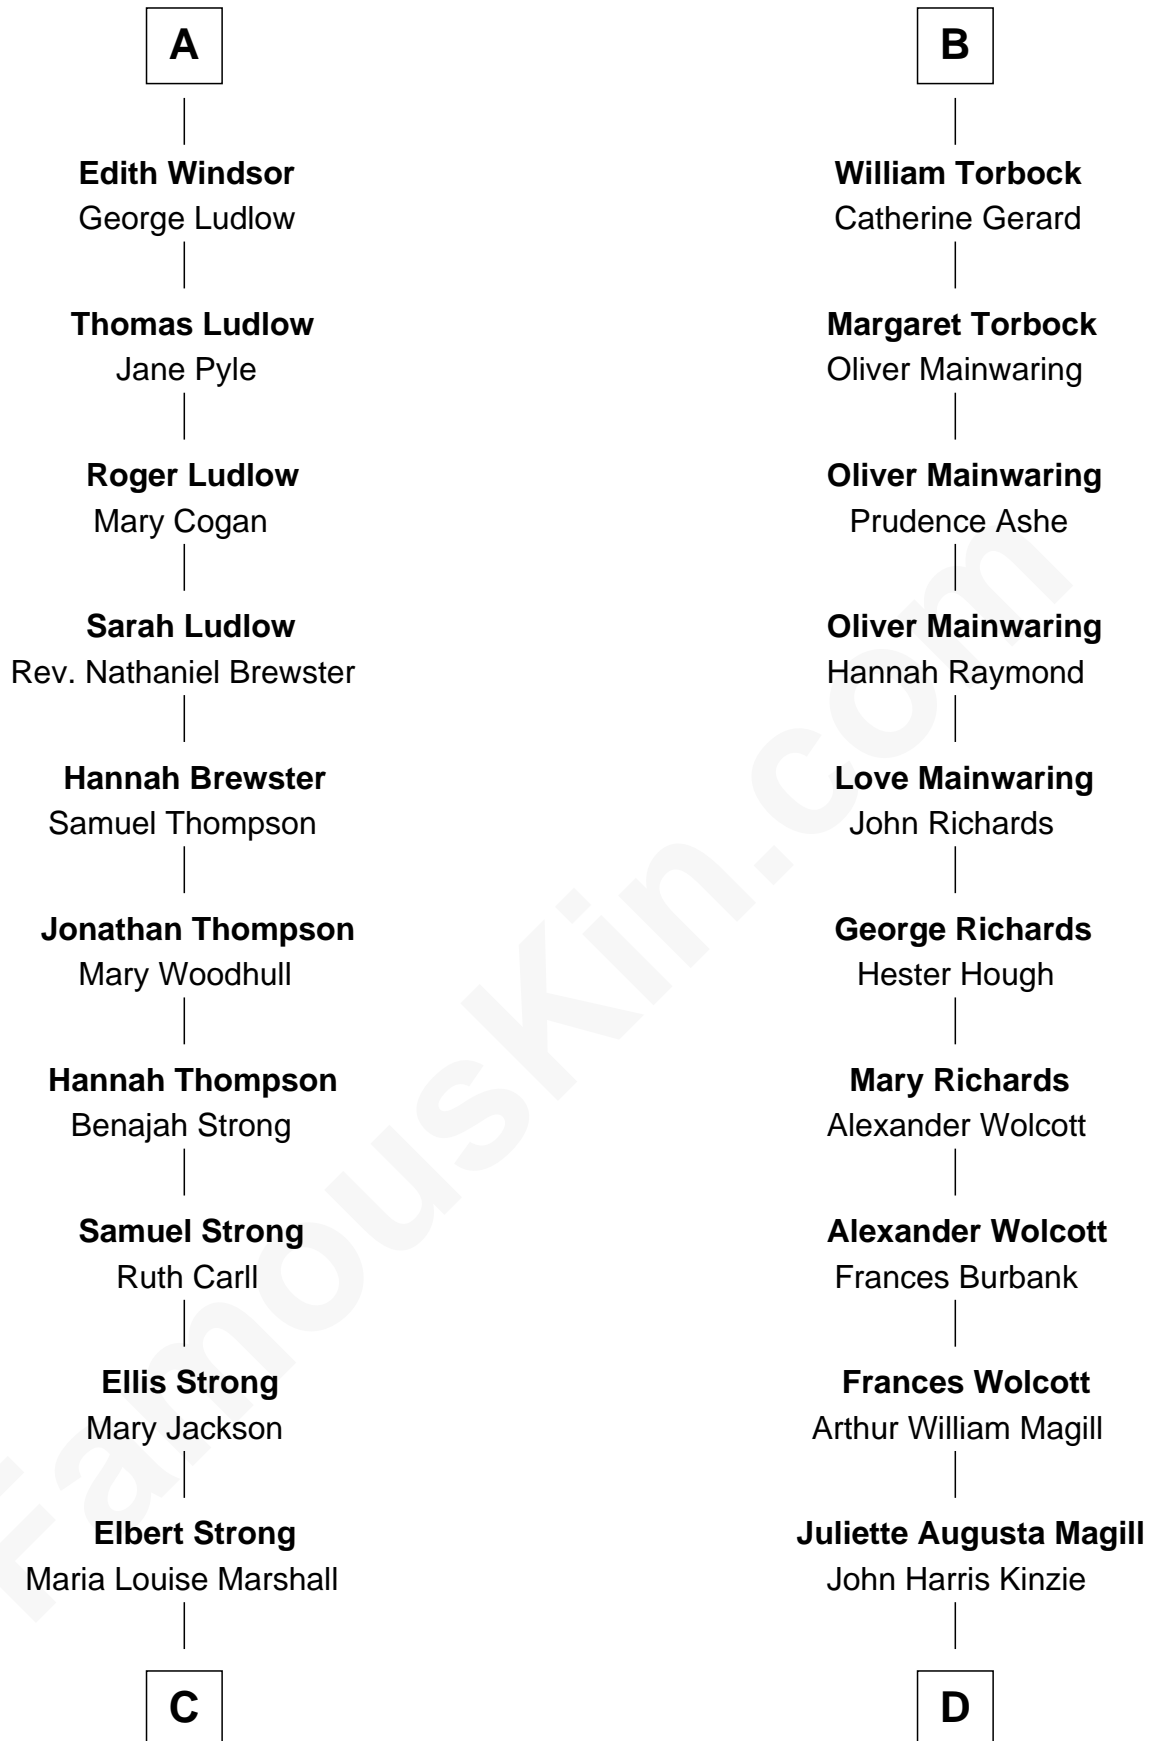 A
Edith Windsor
George Ludlow
Thomas Ludlow
Jane Pyle
Roger Ludlow
Mary Cogan
Sarah Ludlow
Rev. Nathaniel Brewster
Hannah Brewster
Samuel Thompson
Jonathan Thompson
Mary Woodhull
Hannah Thompson
Benajah Strong
Samuel Strong
Ruth Carll
Ellis Strong
Mary Jackson
Elbert Strong
Maria Louise Marshall
C
B
William Torbock
Catherine Gerard
Margaret Torbock
Oliver Mainwaring
Oliver Mainwaring
Prudence Ashe
Oliver Mainwaring
Hannah Raymond
Love Mainwaring
John Richards
George Richards
Hester Hough
Mary Richards
Alexander Wolcott
Alexander Wolcott
Frances Burbank
Frances Wolcott
Arthur William Magill
Juliette Augusta Magill
John Harris Kinzie
D
FamousKin.com